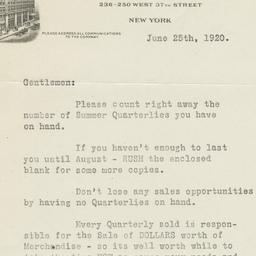 236-250 WEST 37TH STREET
NEW YORK
PLEASE ADDRESS ALL COMMUNICATIONS
TO THE COMPANY.
June 25th, 1920.
Gentlemen:
Please count right away the
number of Summer Quarterlies you have
on hand.
If you haven't enough to last
you until August - RUSH the enclosed
blank for some more copies.
Don't lose any sales opportunities
by having no Quarterlies on hand.
Every Quarterly sold is respon-
sible for the Sale of DOLLARS worth of
Merchandise - so its well worth while to